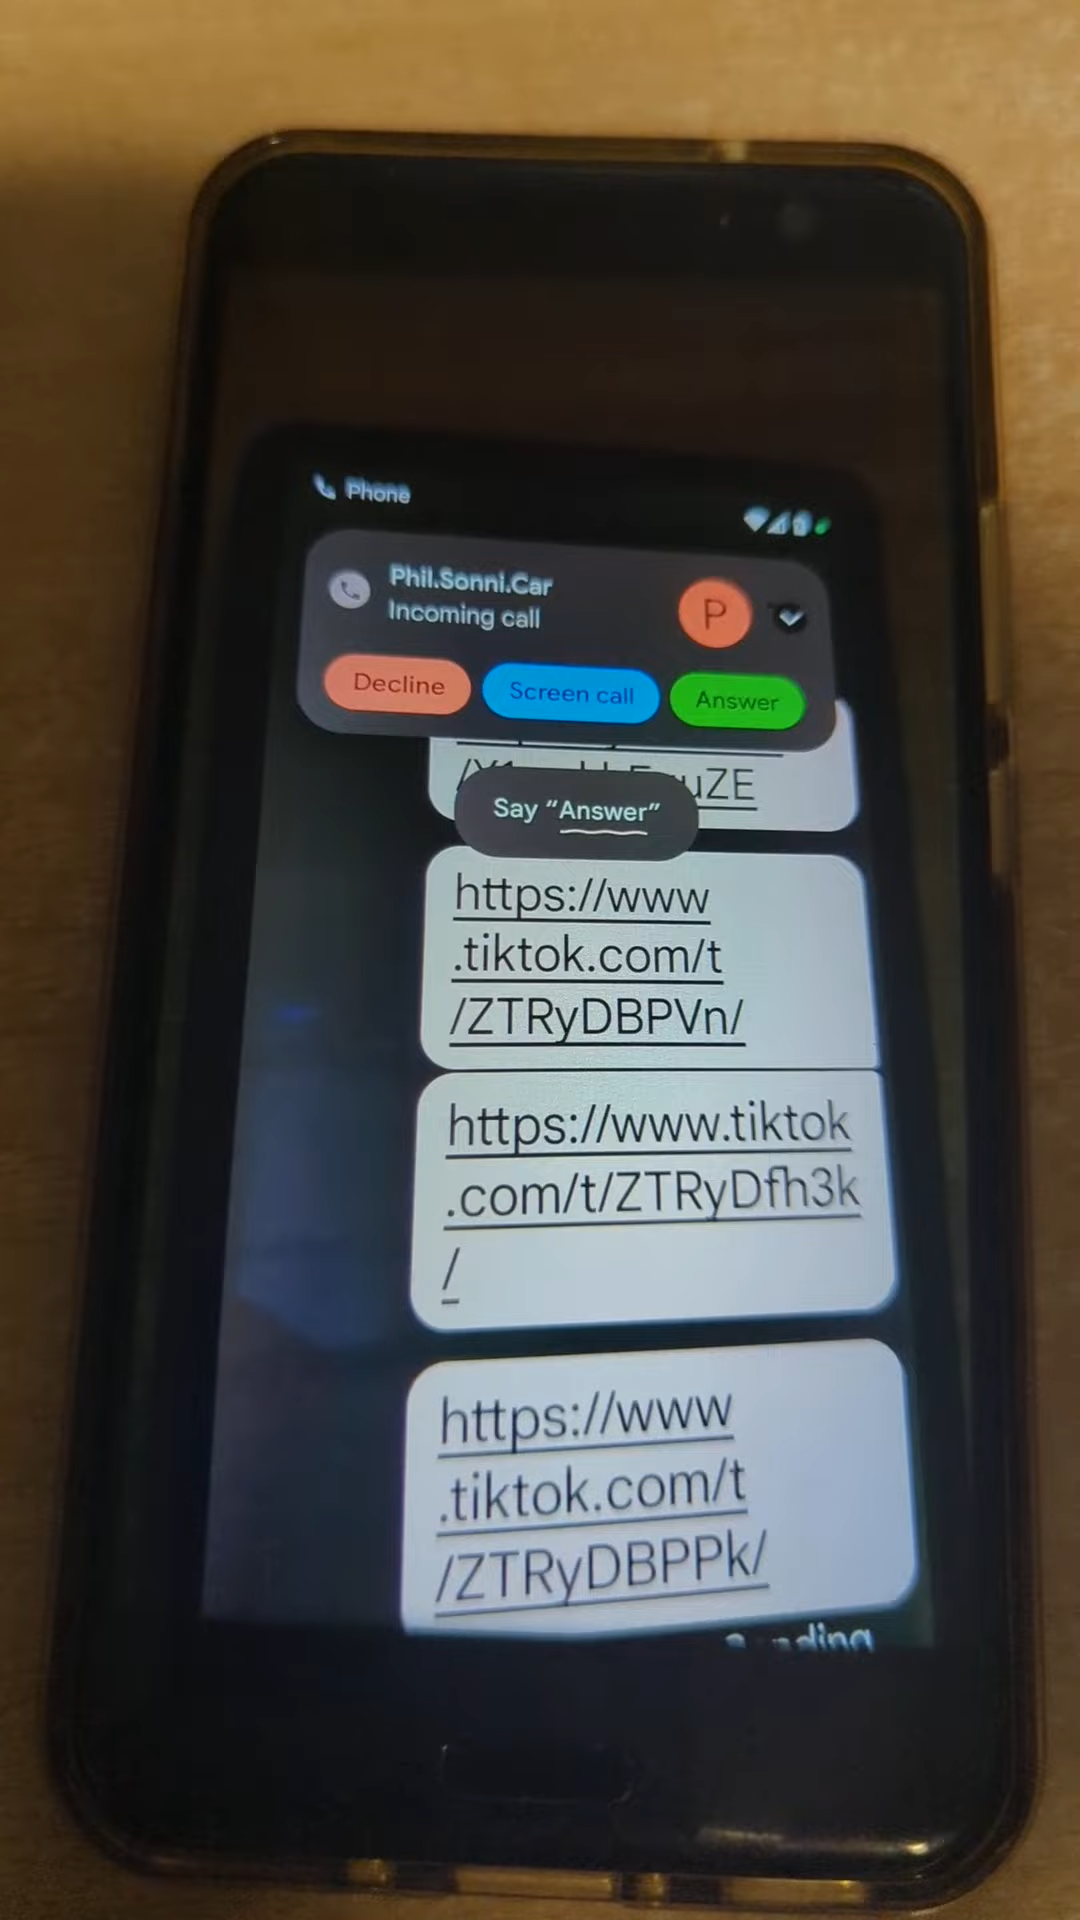 Phone
Phil.Sonni.Car
Incoming call
P
Decline
Screen call
Answer
uZE
Say “Answer”
https://www
.tiktok.com/t
/ZTRyDBPVn/
https://www.tiktok
.com/t/ZTRyDfh3k
/
https://www
.tiktok.com/t
/ZTRyDBPPk/